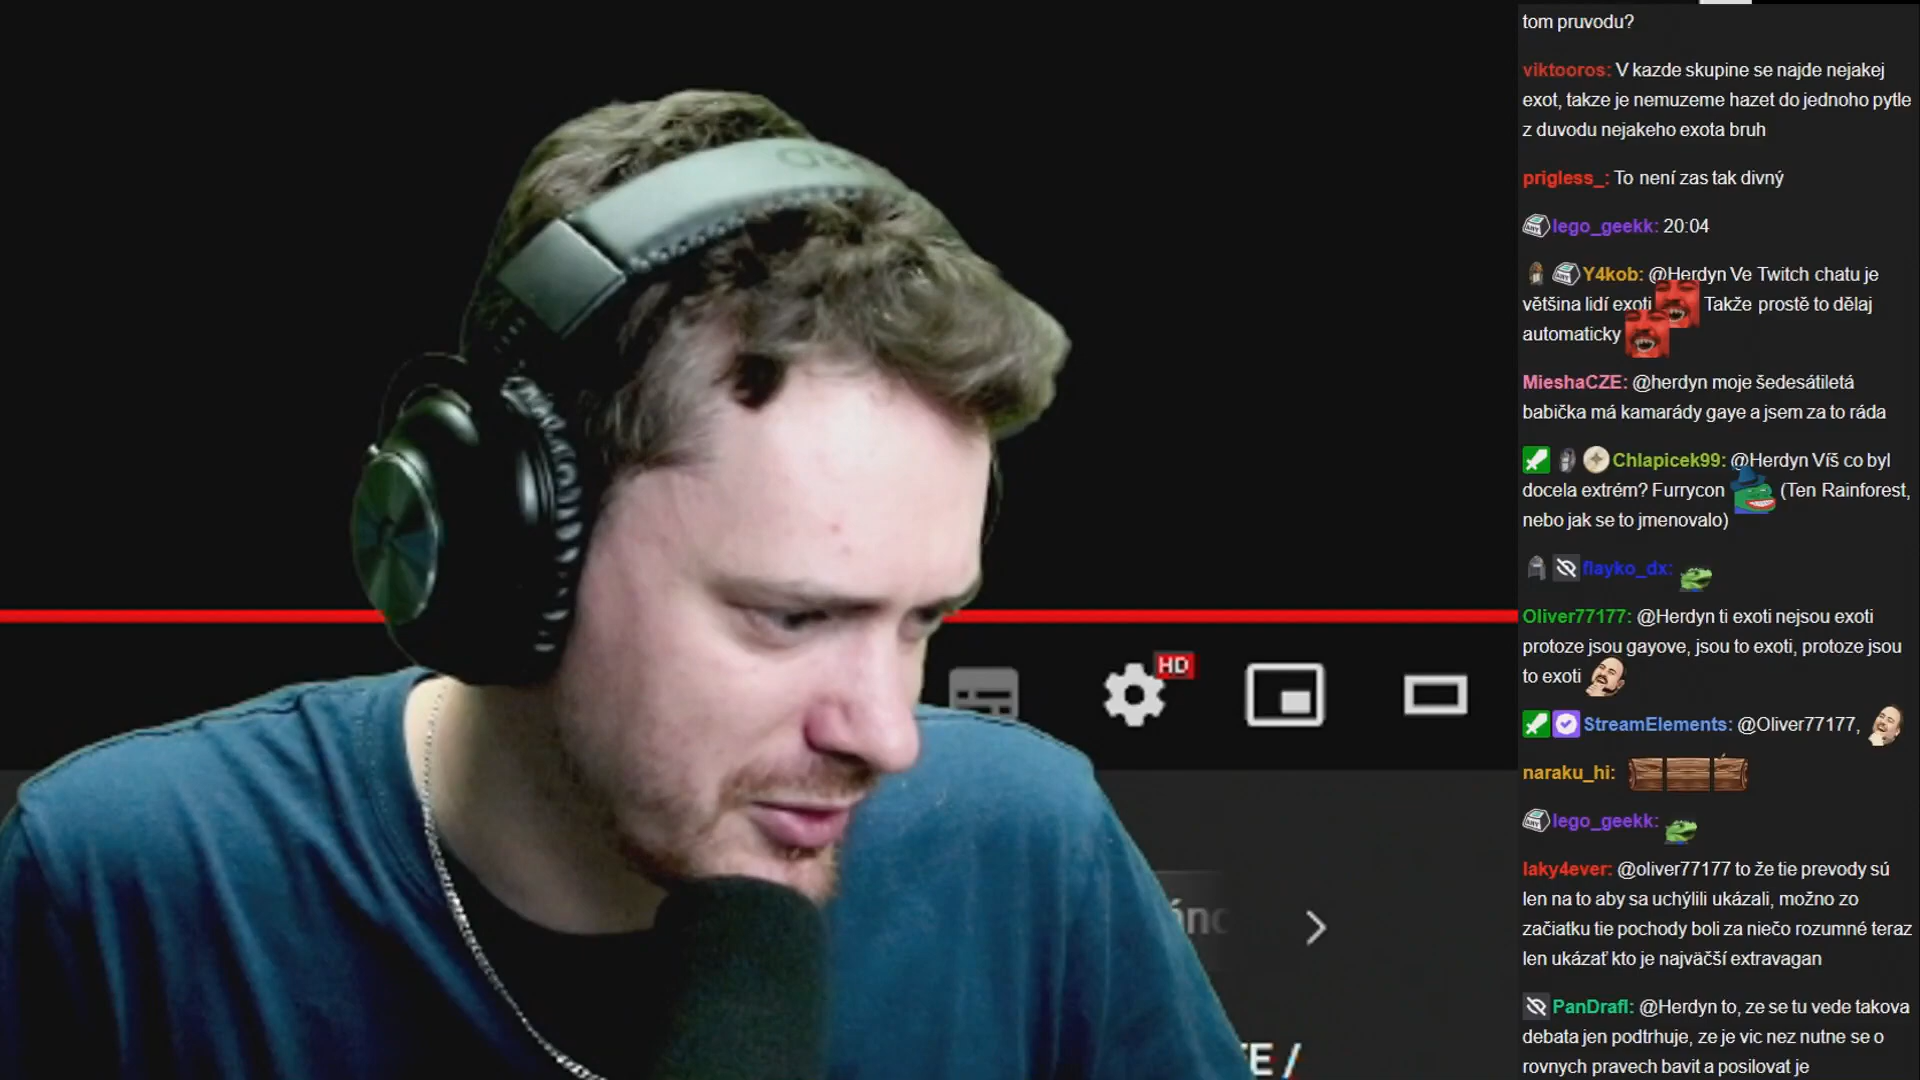 tom pruvodu?
viktooros: V kazde skupine se najde nejakej
exot, takze je nemuzeme hazet do jednoho pytle
z duvodu nejakeho exota bruh
prigless_: To není zas tak divný
lego_geekk: 20:04
Y4kob: @Herdyn Ve Twitch chatu je
většina lidí exoti Takže prostě to dělaj
automaticky
MieshaCZE: @herdyn moje šedesátiletá
babička má kamarády gaye a jsem za to ráda
Chlapicek99: @Herdyn Víš co byl
docela extrém? Furrycon (Ten Rainforest,
nebo jak se to jmenovalo)
flayko_dx:
Oliver77177: @Herdyn ti exoti nejsou exoti
protoze jsou gayove, jsou to exoti, protoze jsou
to exoti
HD
StreamElements: @Oliver77177,
naraku_hi:
lego_geekk:
laky4ever: @oliver77177 to že tie prevody sú
len na to aby sa uchýlili ukázali, možno zo
začiatku tie pochody boli za niečo rozumné teraz
len ukázať kto je najväčší extravagan
PanDrafl: @Herdyn to, ze se tu vede takova
debata jen podtrhuje, ze je vic nez nutne se o
rovnych pravech bavit a posilovat je